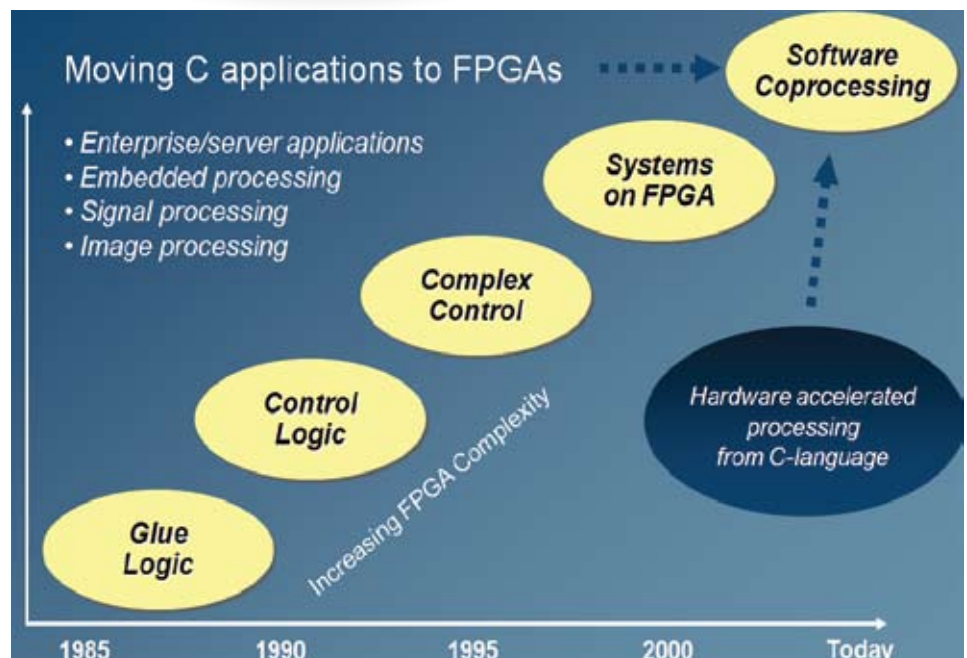 Moving C applications to FPGAs
• Enterprise/server applications
• Embedded processing
• Signal processing
• Image processing
Software
Coprocessing
Systems
on FPGA
Complex
Control
Control
Logic
Glue
Logic
Increasing FPGA Complexity
Hardware accelerated
processing
from C-language
1985 1990 1995 2000 Today